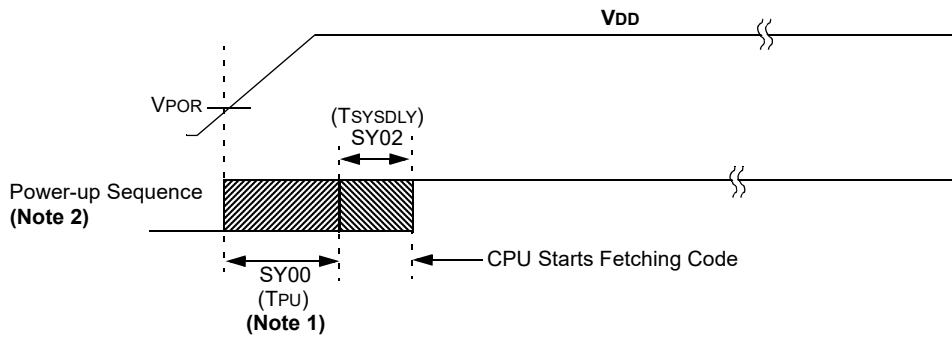 VDD
VPOR
(TSYSDLY)
SY02
Power-up Sequence
(Note 2)
CPU Starts Fetching Code
SY00
(TPU)
(Note 1)